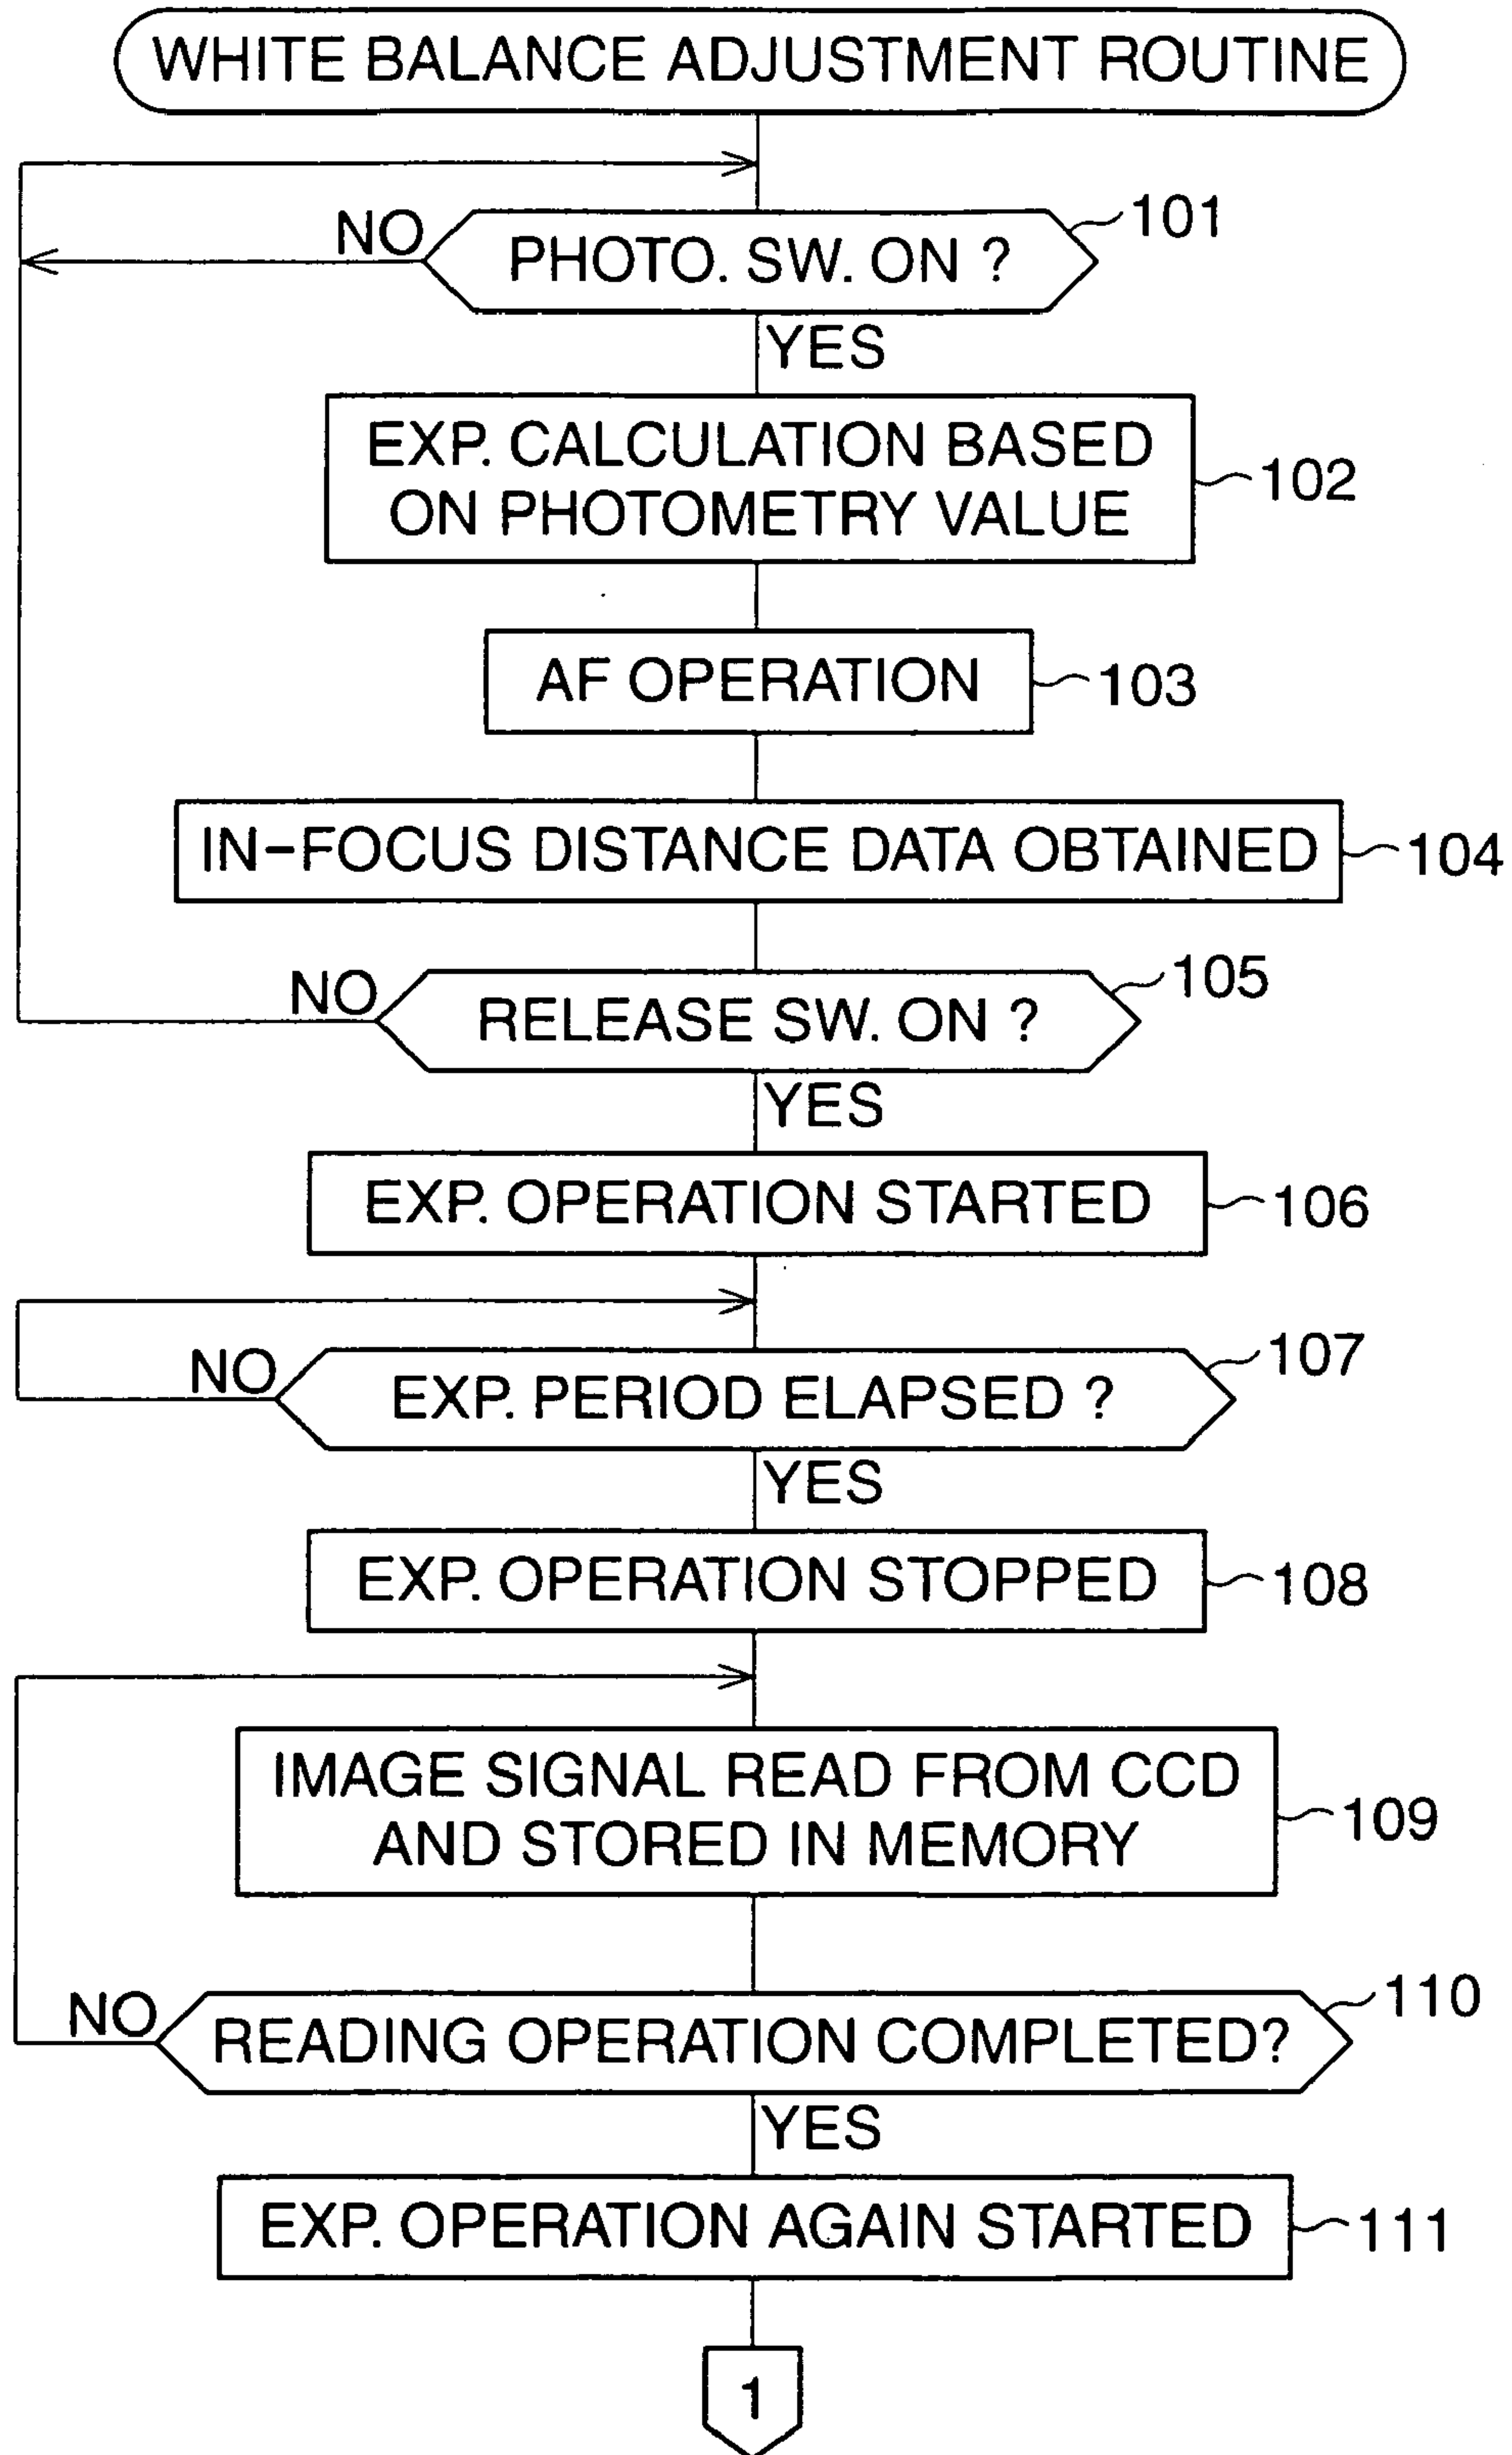 WHITE BALANCE ADJUSTMENT ROUTINE
NO
PHOTO. SW. ON ?
101
YES
EXP. CALCULATION BASED
ON PHOTOMETRY VALUE
102
AF OPERATION
103
IN-FOCUS DISTANCE DATA OBTAINED
104
NO
RELEASE SW. ON ?
105
YES
EXP. OPERATION STARTED
106
NO
EXP. PERIOD ELAPSED ?
107
YES
EXP. OPERATION STOPPED
108
IMAGE SIGNAL READ FROM CCD
AND STORED IN MEMORY
109
NO
READING OPERATION COMPLETED?
110
YES
EXP. OPERATION AGAIN STARTED
111
1